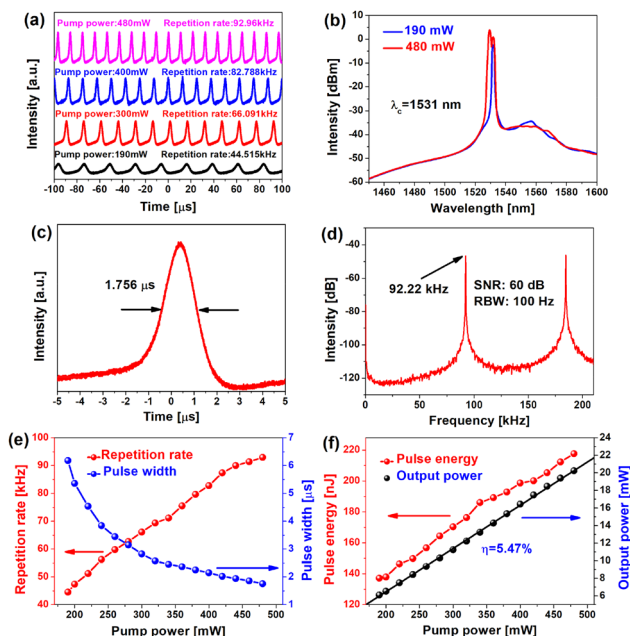 (a)
Pump power:480mW Repetition rate:92.96kHz
Pump power:400mW Repetition rate:82.788kHz
Pump power:300mW Repetition rate:66.091kHz
Pump power:190mW Repetition rate:44.515kHz
Intensity [a.u.]
-100 -80 -60 -40 -20 0 20 40 60 80 100
Time [μs]
(b)
190 mW
480 mW
λc=1531 nm
Intensity [dBm]
10
0
-10
-20
-30
-40
-50
-60
1460 1480 1500 1520 1540 1560 1580 1600
Wavelength [nm]
(c)
1.756 μs
Intensity [a.u.]
-5 -4 -3 -2 -1 0 1 2 3 4 5
Time [μs]
(d)
92.22 kHz
SNR: 60 dB
RBW: 100 Hz
Intensity [dB]
-40
-60
-80
-100
-120
0 50 100 150 200
Frequency [kHz]
(e)
Repetition rate
Pulse width
Repetition rate [kHz]
100
90
80
70
60
50
40
Pulse width [μs]
7
6
5
4
3
2
1
200 250 300 350 400 450 500
Pump power [mW]
(f)
Pulse energy
Output power
η=5.47%
Pulse energy [nJ]
220
200
180
160
140
120
Output power [mW]
24
22
20
18
16
14
12
10
8
6
200 250 300 350 400 450 500
Pump power [mW]